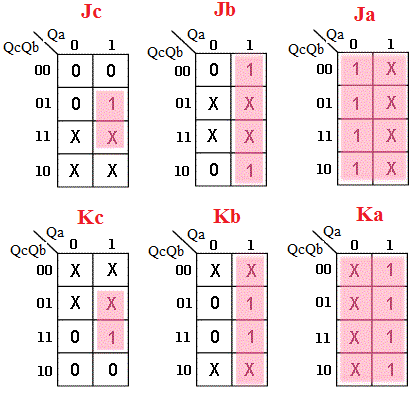 Jc Jb Ja
Qa Qa Qa
QcQb 0 1 QcQb 0 1 QcQb 0 1
00 0 0 00 0 1 00 1 X
01 0 1 01 X X 01 1 X
11 X X 11 X X 11 1 X
10 X X 10 0 1 10 1 X
Kc Kb Ka
Qa Qa Qa
QcQb 0 1 QcQb 0 1 QcQb 0 1
00 X X 00 X X 00 X 1
01 X X 01 0 1 01 X 1
11 0 1 11 0 1 11 X 1
10 0 0 10 X X 10 X 1